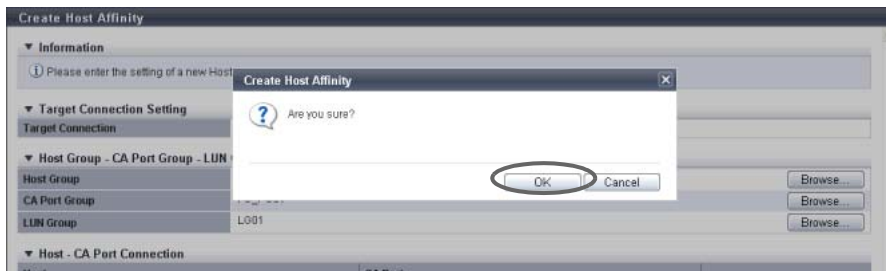 Create Host Affinity
Information
Please enter the setting of a new Host
Create Host Affinity
Are you sure?
OK Cancel
Target Connection Setting
Target Connection
Host Group - CA Port Group - LUN
Host Group Browse...
CA Port Group Browse...
LUN Group LG01 Browse...
Host - CA Port Connection